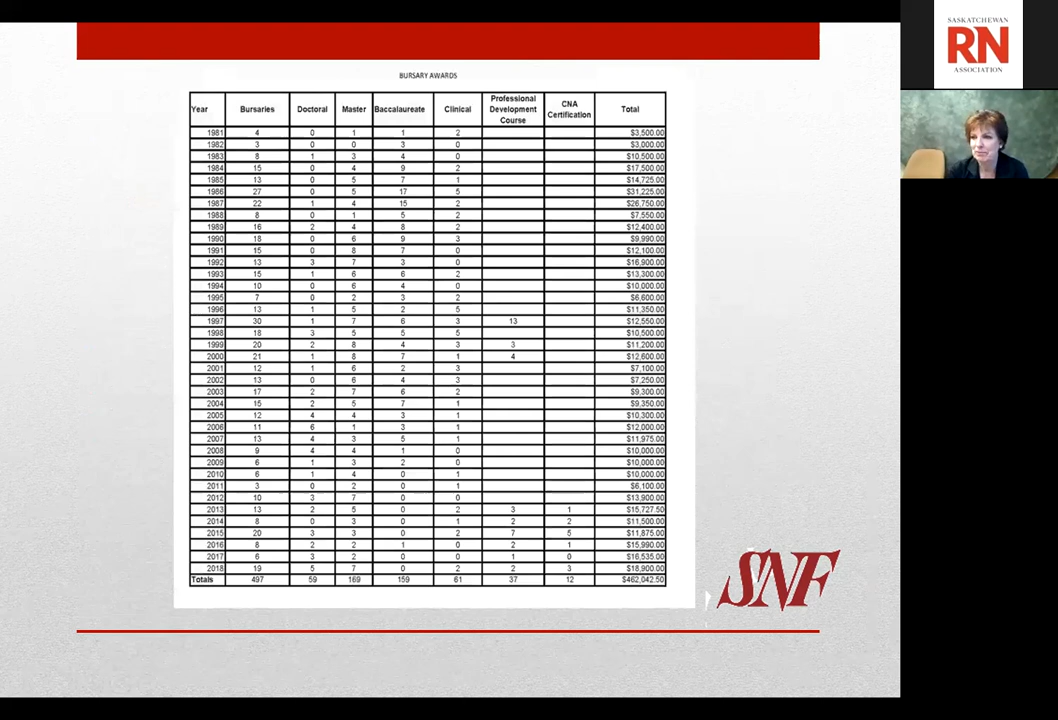 SASKATCHEWAN
RN
ASSOCIATION
BURSARY AWARDS
Year Bursaries Doctoral Master Baccalaureate Clinical Professional Development Course CNA Certification Total
1981 4 0 1 1 2 $3,500.00
1982 3 0 0 3 0 $3,000.00
1983 8 1 3 4 0 $10,500.00
1984 15 0 4 9 2 $17,500.00
1985 13 0 5 7 1 $14,725.00
1986 27 0 5 17 5 $31,225.00
1987 22 1 4 15 2 $26,750.00
1988 8 0 1 5 2 $7,550.00
1989 16 2 4 8 2 $12,400.00
1990 18 0 6 9 3 $9,990.00
1991 15 0 8 7 0 $12,100.00
1992 13 3 7 3 0 $16,900.00
1993 15 1 6 6 2 $13,300.00
1994 10 0 6 4 0 $10,000.00
1995 7 0 2 3 2 $6,600.00
1996 13 1 5 2 5 $11,350.00
1997 30 1 7 6 3 13 $12,550.00
1998 18 3 5 5 5 $10,500.00
1999 20 2 8 4 3 3 $11,200.00
2000 21 1 8 7 1 4 $12,600.00
2001 12 1 6 2 3 $7,100.00
2002 13 0 6 4 3 $7,250.00
2003 17 2 7 6 2 $9,300.00
2004 15 2 5 7 1 $9,350.00
2005 12 4 4 3 1 $10,300.00
2006 11 6 1 3 1 $12,000.00
2007 13 4 3 5 1 $11,975.00
2008 9 4 4 1 0 $10,000.00
2009 6 1 3 2 0 $10,000.00
2010 6 1 4 0 1 $10,000.00
2011 3 0 2 0 1 $6,100.00
2012 10 3 7 0 0 $13,900.00
2013 13 2 5 0 2 3 1 $15,727.50
2014 8 0 3 0 1 2 2 $11,500.00
2015 20 3 3 0 2 7 5 $11,875.00
2016 8 2 2 1 0 2 1 $15,990.00
2017 6 3 2 0 0 1 0 $16,535.00
2018 19 5 7 0 2 2 3 $18,900.00
Totals 497 59 169 159 61 37 12 $462,042.50
SNF